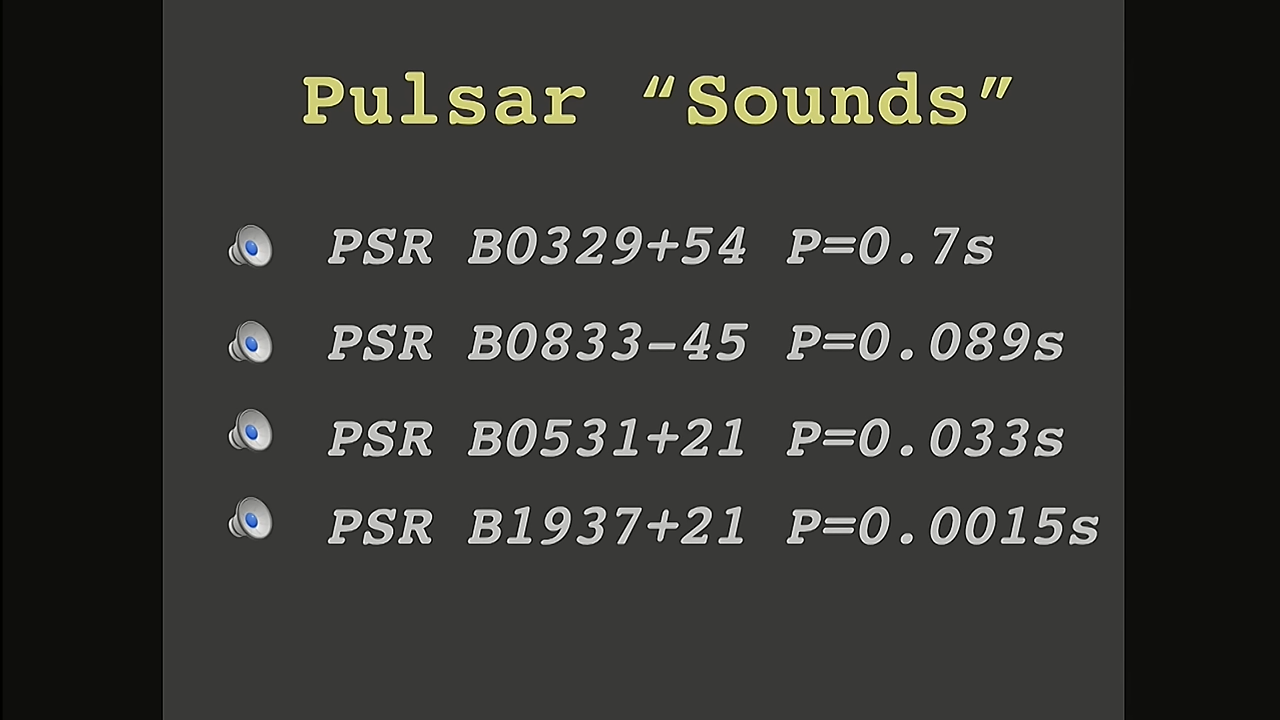 Pulsar “Sounds”
PSR B0329+54 P=0.7s
PSR B0833-45 P=0.089s
PSR B0531+21 P=0.033s
PSR B1937+21 P=0.0015s